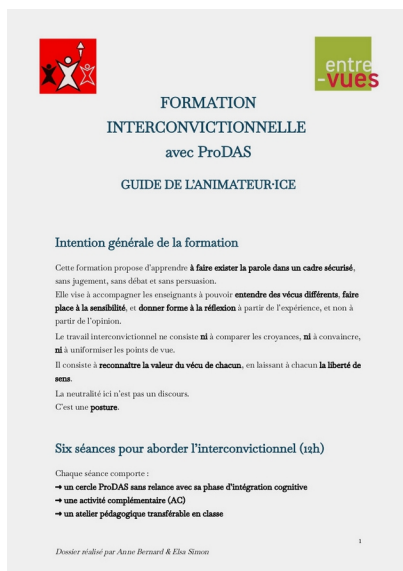 entre
-vues
FORMATION
INTERCONVICTIONNELLE
avec ProDAS
GUIDE DE L'ANIMATEUR·ICE
Intention générale de la formation
Cette formation propose d'apprendre à faire exister la parole dans un cadre sécurisé,
sans jugement, sans débat et sans persuasion.
Elle vise à accompagner les enseignants à pouvoir entendre des vécus différents, faire
place à la sensibilité, et donner forme à la réflexion à partir de l'expérience, et non à
partir de l'opinion.
Le travail interconvictionnel ne consiste ni à comparer les croyances, ni à convaincre,
ni à uniformiser les points de vue.
Il consiste à reconnaître la valeur du vécu de chacun, en laissant à chacun la liberté de
sens.
La neutralité ici n'est pas un discours.
C'est une posture.
Six séances pour aborder l'interconvictionnel (12h)
Chaque séance comporte :
→ un cercle ProDAS sans relance avec sa phase d'intégration cognitive
→ une activité complémentaire (AC)
→ un atelier pédagogique transférable en classe
1
Dossier réalisé par Anne Bernard & Elsa Simon